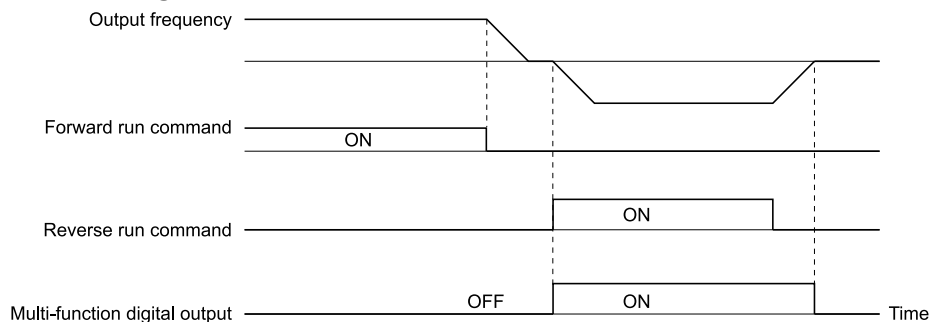 Output frequency
Forward run command
ON
Reverse run command
ON
Multi-function digital output
OFF
ON
Time